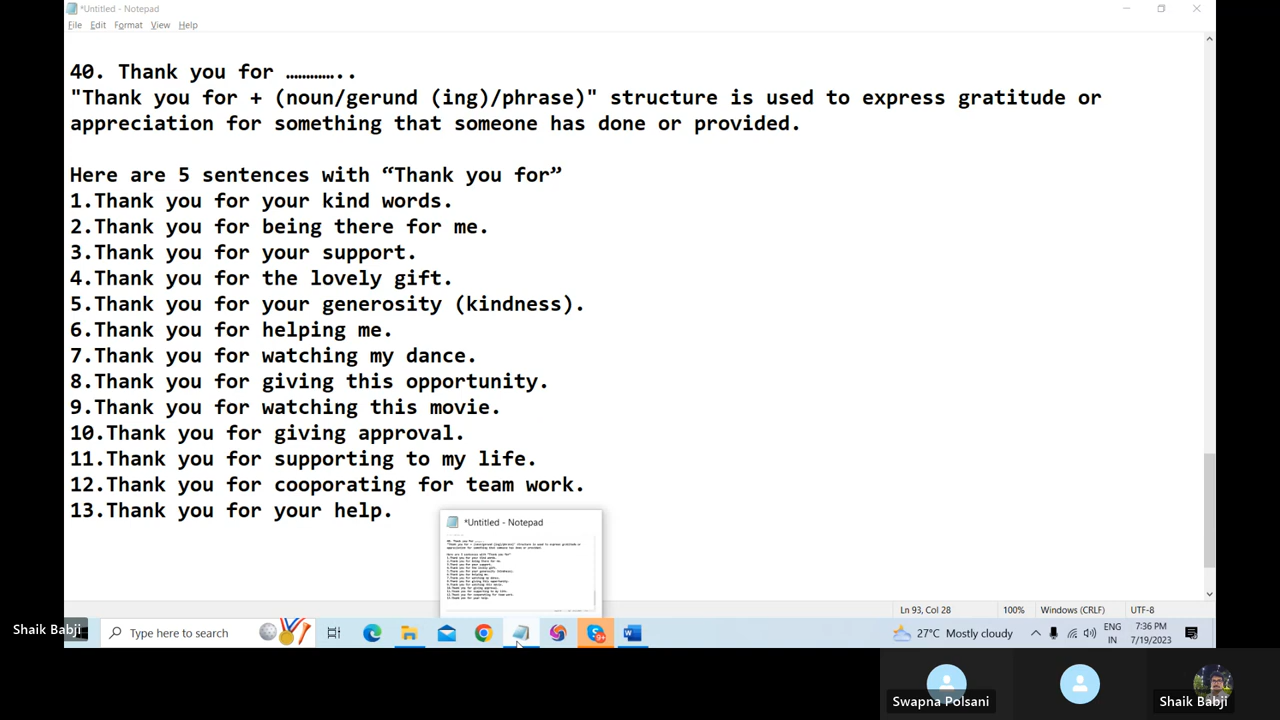 *Untitled - Notepad
File Edit Format View Help
40. Thank you for …………..
"Thank you for + (noun/gerund (ing)/phrase)" structure is used to express gratitude or
appreciation for something that someone has done or provided.
Here are 5 sentences with “Thank you for”
1.Thank you for your kind words.
2.Thank you for being there for me.
3.Thank you for your support.
4.Thank you for the lovely gift.
5.Thank you for your generosity (kindness).
6.Thank you for helping me.
7.Thank you for watching my dance.
8.Thank you for giving this opportunity.
9.Thank you for watching this movie.
10.Thank you for giving approval.
11.Thank you for supporting to my life.
12.Thank you for cooporating for team work.
13.Thank you for your help.
*Untitled - Notepad
Ln 93, Col 28 100% Windows (CRLF) UTF-8
Shaik Babji
Type here to search
27°C Mostly cloudy
ENG
IN
7:36 PM
7/19/2023
Swapna Polsani
Shaik Babji